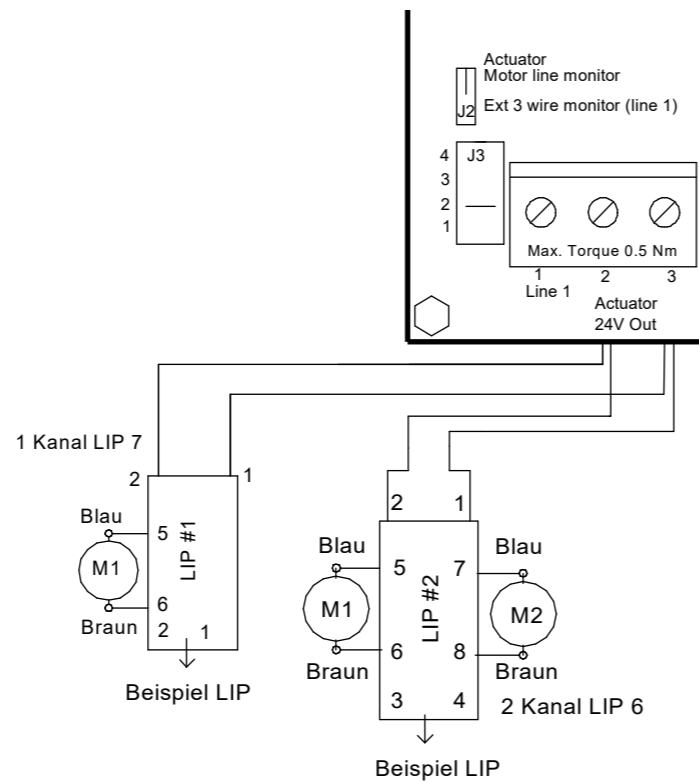 Actuator
Motor line monitor
J2
Ext 3 wire monitor (line 1)
4
J3
3
2
1
Max. Torque 0.5 Nm
1
2
3
Line 1
Actuator
24V Out
1 Kanal LIP 7
2
1
Blau
5
LIP #1
M1
6
Braun
2
1
Beispiel LIP
2
1
Blau
5
7
Blau
LIP #2
M1
M2
Braun
6
8
Braun
3
4
2 Kanal LIP 6
Beispiel LIP